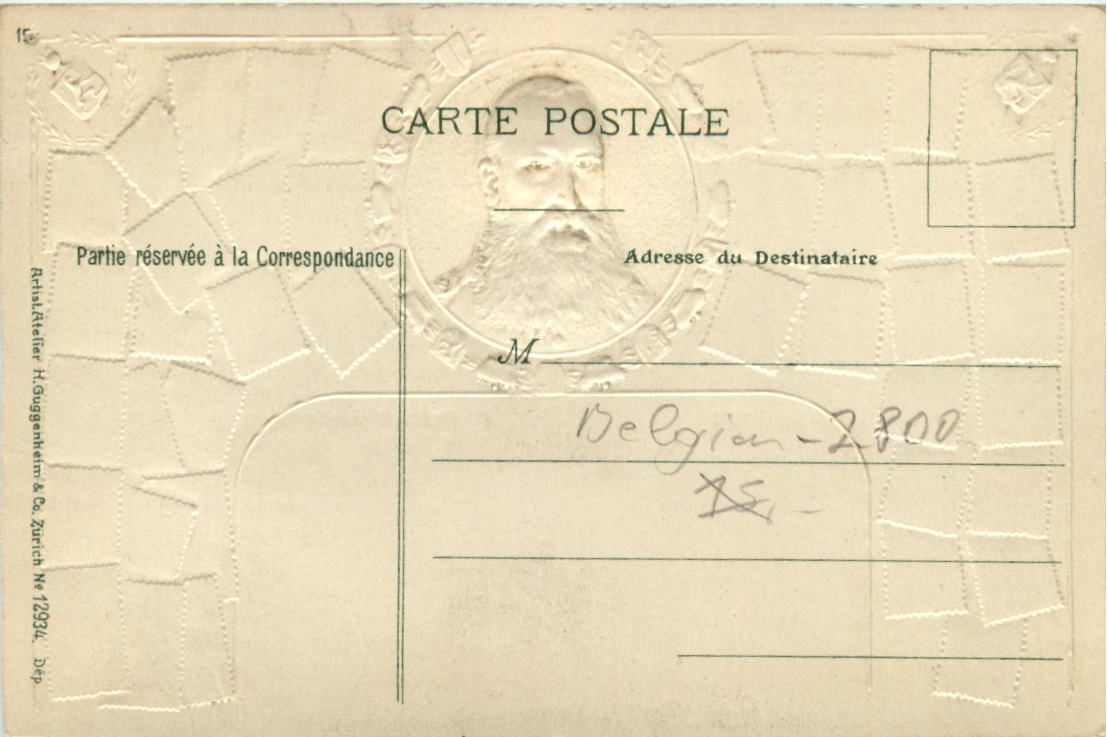 15
CARTE POSTALE
Partie réservée à la Correspondance
Adresse du Destinataire
M
Belgien - 2800
15,-
Artist. Atelier H. Guggenheim & Co. Zürich No 12934. Dép.